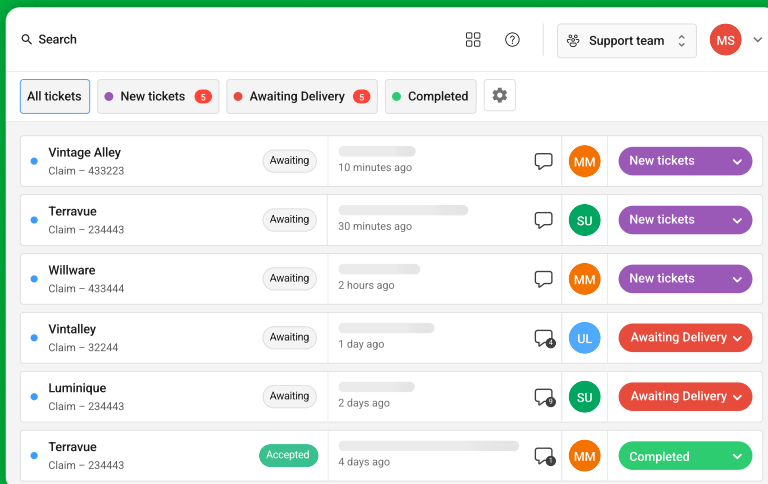 Search
Support team
MS
All tickets
New tickets 5
Awaiting Delivery 5
Completed
Vintage Alley
Claim – 433223
Awaiting
10 minutes ago
MM
New tickets
Terravue
Claim – 234443
Awaiting
30 minutes ago
SU
New tickets
Willware
Claim – 433444
Awaiting
2 hours ago
MM
New tickets
Vintalley
Claim – 32244
Awaiting
1 day ago
4
UL
Awaiting Delivery
Luminique
Claim – 234443
Awaiting
2 days ago
9
SU
Awaiting Delivery
Terravue
Claim – 234443
Accepted
4 days ago
1
MM
Completed